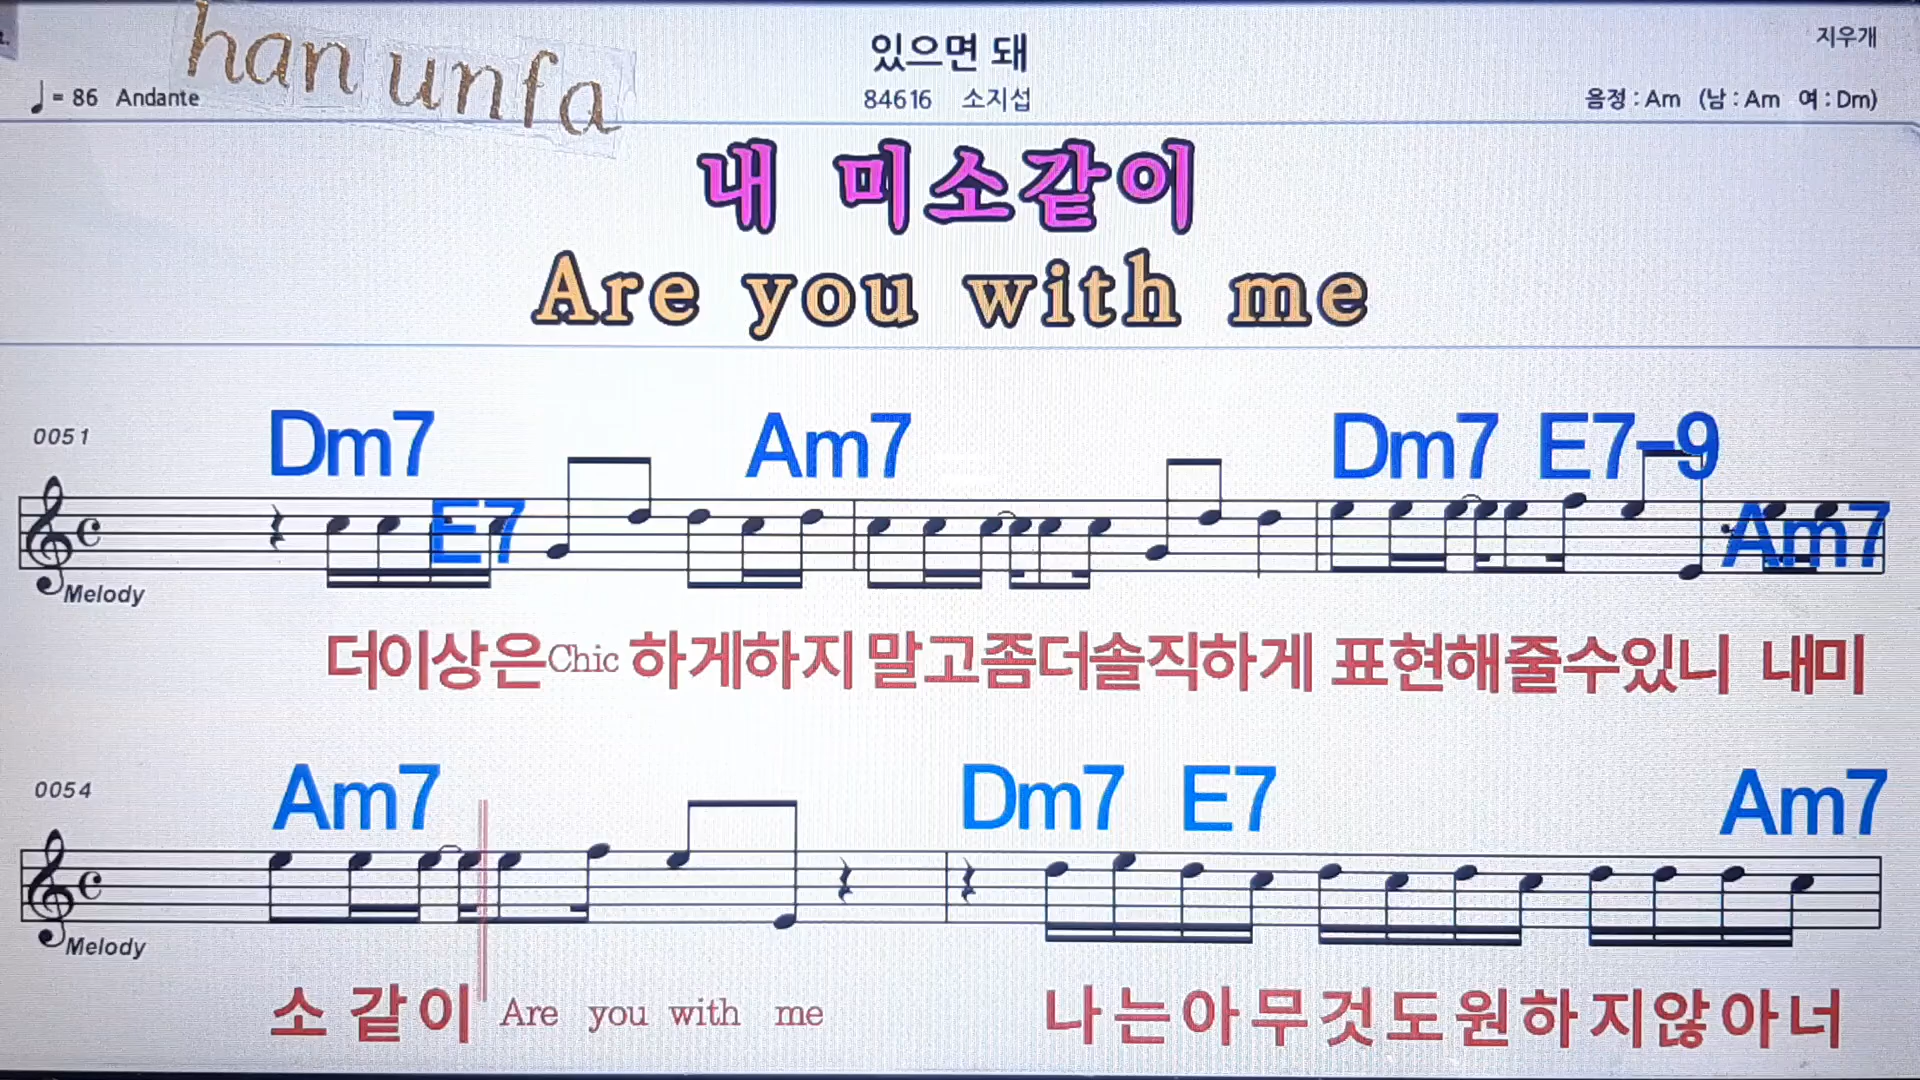 han unfa
있으면 돼
지우개
♩= 86 Andante
84616 소지섭
음정 : Am (남 : Am 여 : Dm)
내 미소같이
Are you with me
0051
Dm7 E7 Am7 Dm7 E7-9 Am7
Melody
더이상은Chic 하게하지 말고좀더솔직하게 표현해줄수있니 내미
0054
Am7 Dm7 E7 Am7
Melody
소 같 이 Are you with me 나는아무것도원하지않아너